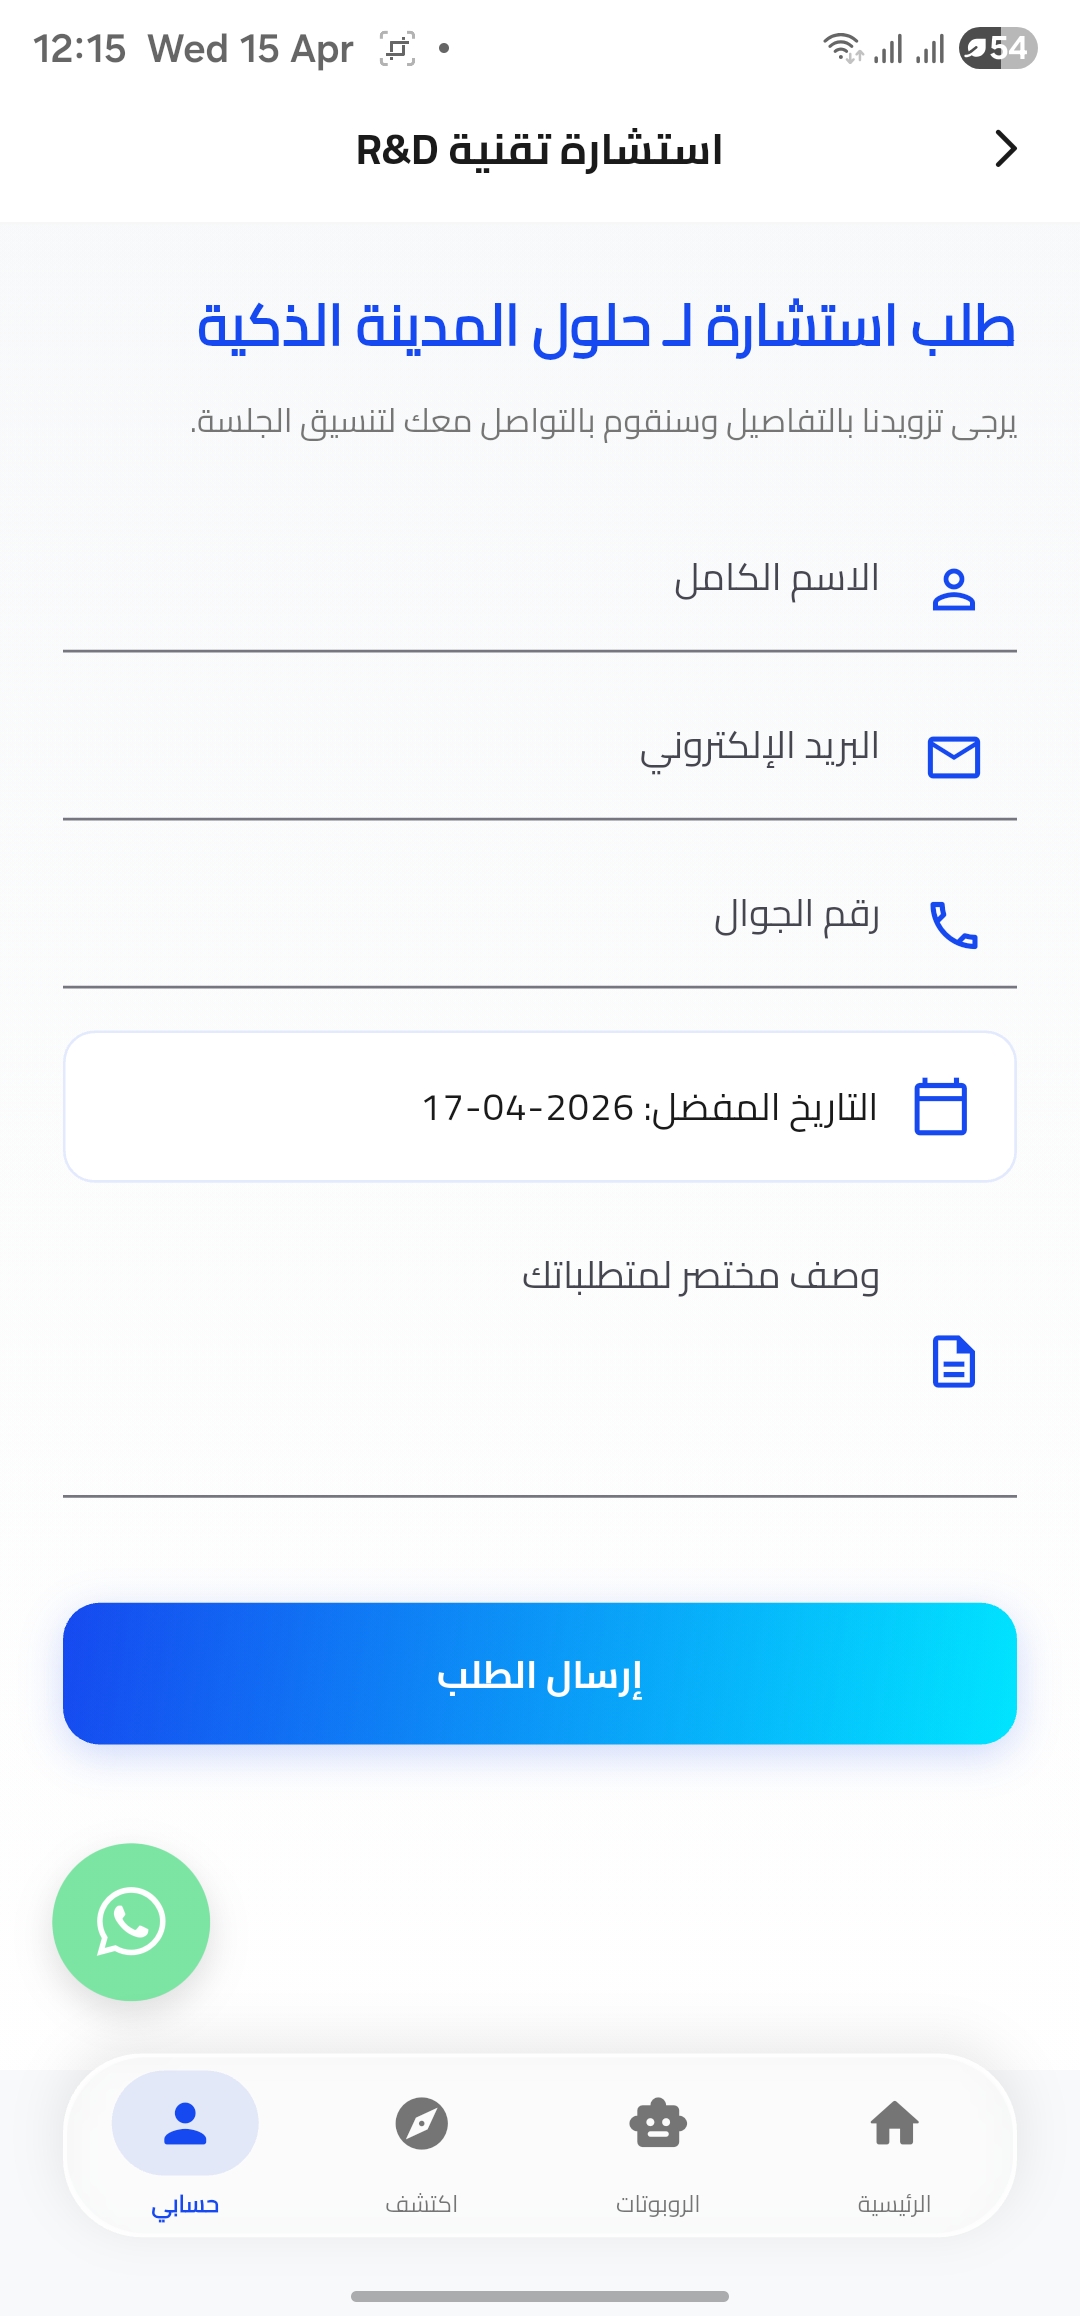 12:15 Wed 15 Apr
54
استشارة تقنية R&D
طلب استشارة لـ حلول المدينة الذكية
يرجى تزويدنا بالتفاصيل وسنقوم بالتواصل معك لتنسيق الجلسة.
الاسم الكامل
البريد الإلكتروني
رقم الجوال
التاريخ المفضل: 2026-04-17
وصف مختصر لمتطلباتك
إرسال الطلب
الرئيسية
الروبوتات
اكتشف
حسابي